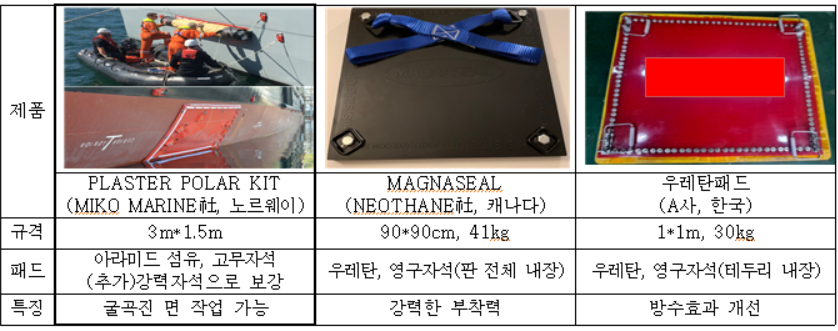 제품
PLASTER POLAR KIT
(MIKO MARINE社, 노르웨이)
MAGNASEAL
(NEOTHANE社, 캐나다)
우레탄패드
(A사, 한국)
규격
3m*1.5m
90*90cm, 41kg
1*1m, 30kg
패드
아라미드 섬유, 고무자석
(추가)강력자석으로 보강
우레탄, 영구자석(판 전체 내장)
우레탄, 영구자석(테두리 내장)
특징
굴곡진 면 작업 가능
강력한 부착력
방수효과 개선